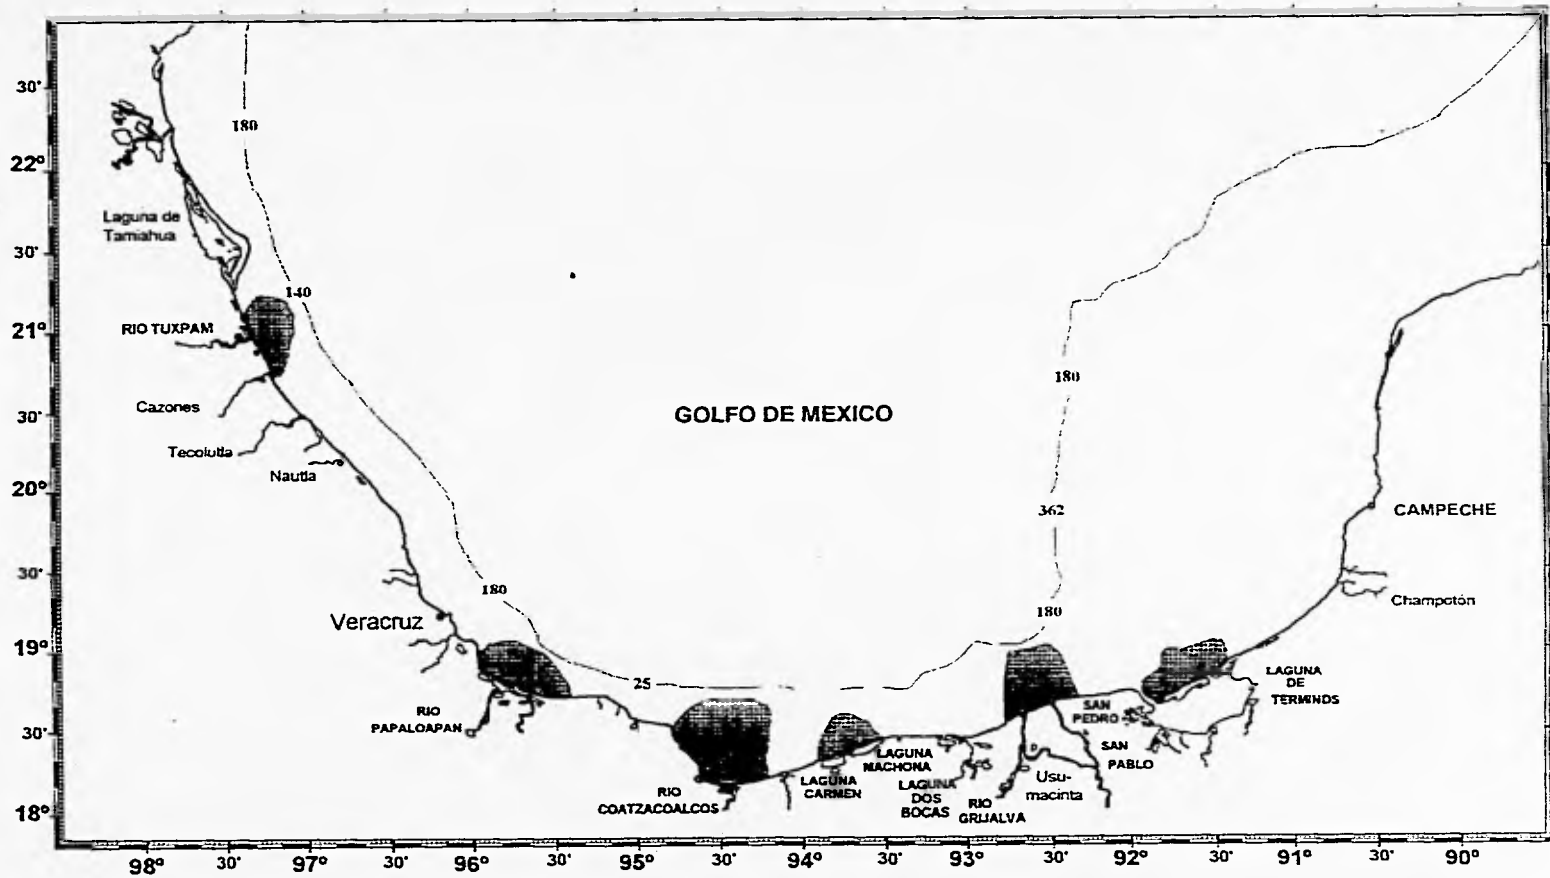 30'
180
22°
Laguna de
Tamiahua
30'
140
21°
RIO TUXPAM
180
Cazones
30'
GOLFO DE MEXICO
Tecolutla
Nautla
20°
362
CAMPECHE
30'
180
Champotón
180
Veracruz
19°
LAGUNA
DE
TERMINDS
25
SAN
PEDRO
RIO
PAPALOAPAN
30'
SAN
PABLO
LAGUNA
MACHONA
LAGUNA
CARMEN
Usu-
macinta
LAGUNA
DOS
BOCAS
RIO
COATZACOALCOS
RIO
GRIJALVA
18°
98° 30' 97° 30' 96° 30' 95° 30' 94° 30' 93° 30' 92° 30' 91° 30' 90°